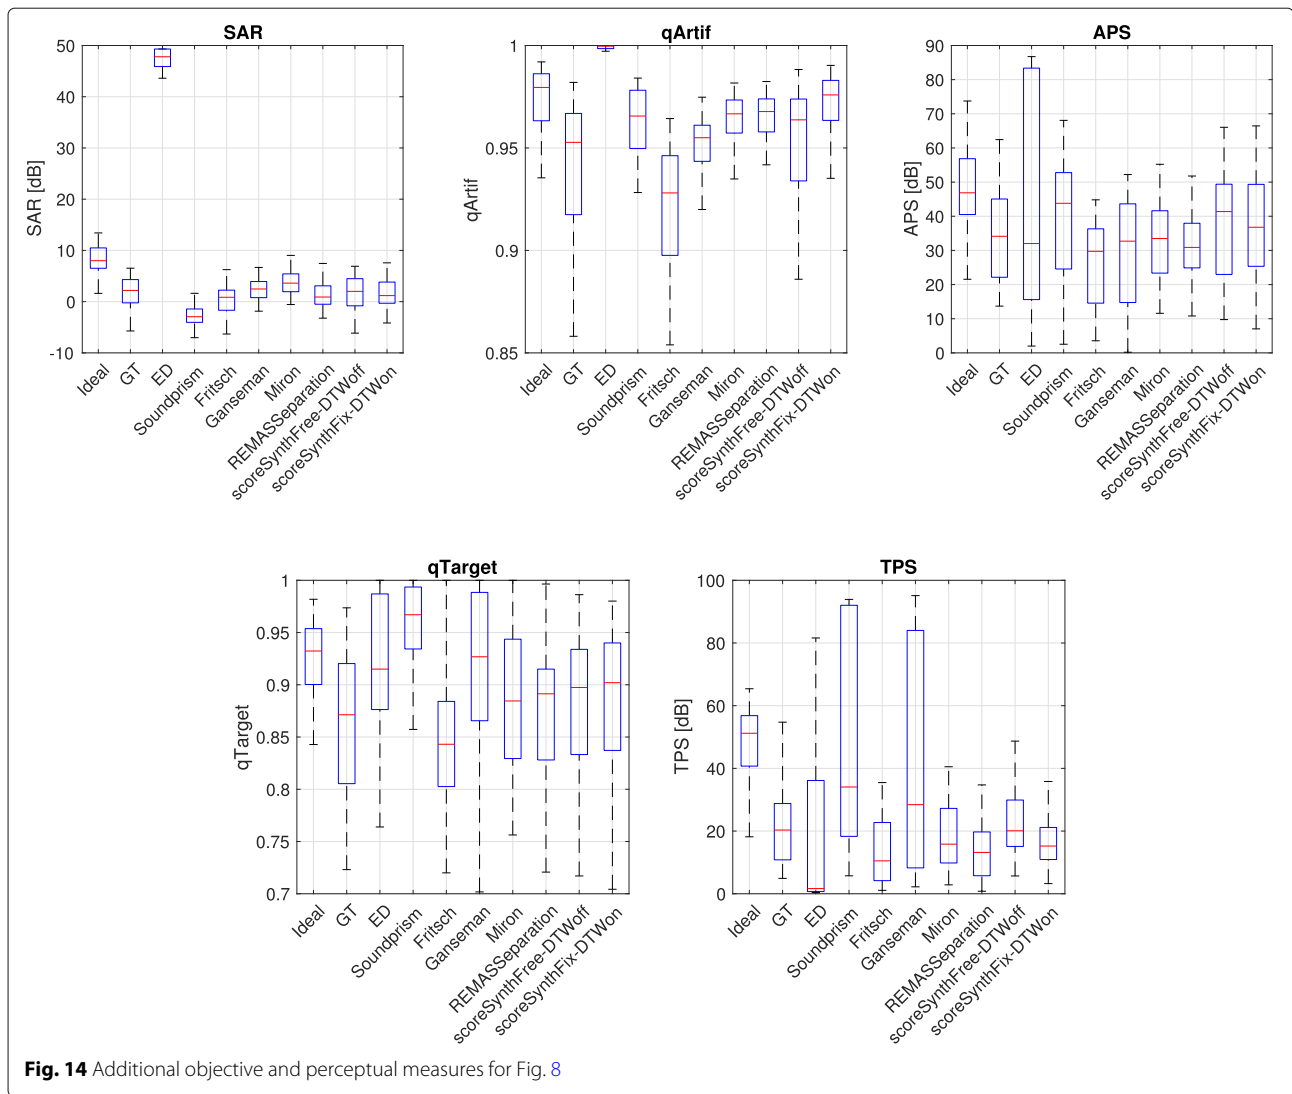 SAR
50
40
30
20
10
0
-10
SAR [dB]
Ideal
GT
ED
Soundprism
Fritsch
Ganseman
Miron
REMASSeparation
scoreSynthFree-DTWoff
scoreSynthFix-DTWon
qArtif
1
0.95
0.9
0.85
qArtif
Ideal
GT
ED
Soundprism
Fritsch
Ganseman
Miron
REMASSeparation
scoreSynthFree-DTWoff
scoreSynthFix-DTWon
APS
90
80
70
60
50
40
30
20
10
0
APS [dB]
Ideal
GT
ED
Soundprism
Fritsch
Ganseman
Miron
REMASSeparation
scoreSynthFree-DTWoff
scoreSynthFix-DTWon
qTarget
1
0.95
0.9
0.85
0.8
0.75
0.7
qTarget
Ideal
GT
ED
Soundprism
Fritsch
Ganseman
Miron
REMASSeparation
scoreSynthFree-DTWoff
scoreSynthFix-DTWon
TPS
100
80
60
40
20
0
TPS [dB]
Ideal
GT
ED
Soundprism
Fritsch
Ganseman
Miron
REMASSeparation
scoreSynthFree-DTWoff
scoreSynthFix-DTWon
Fig. 14 Additional objective and perceptual measures for Fig. 8